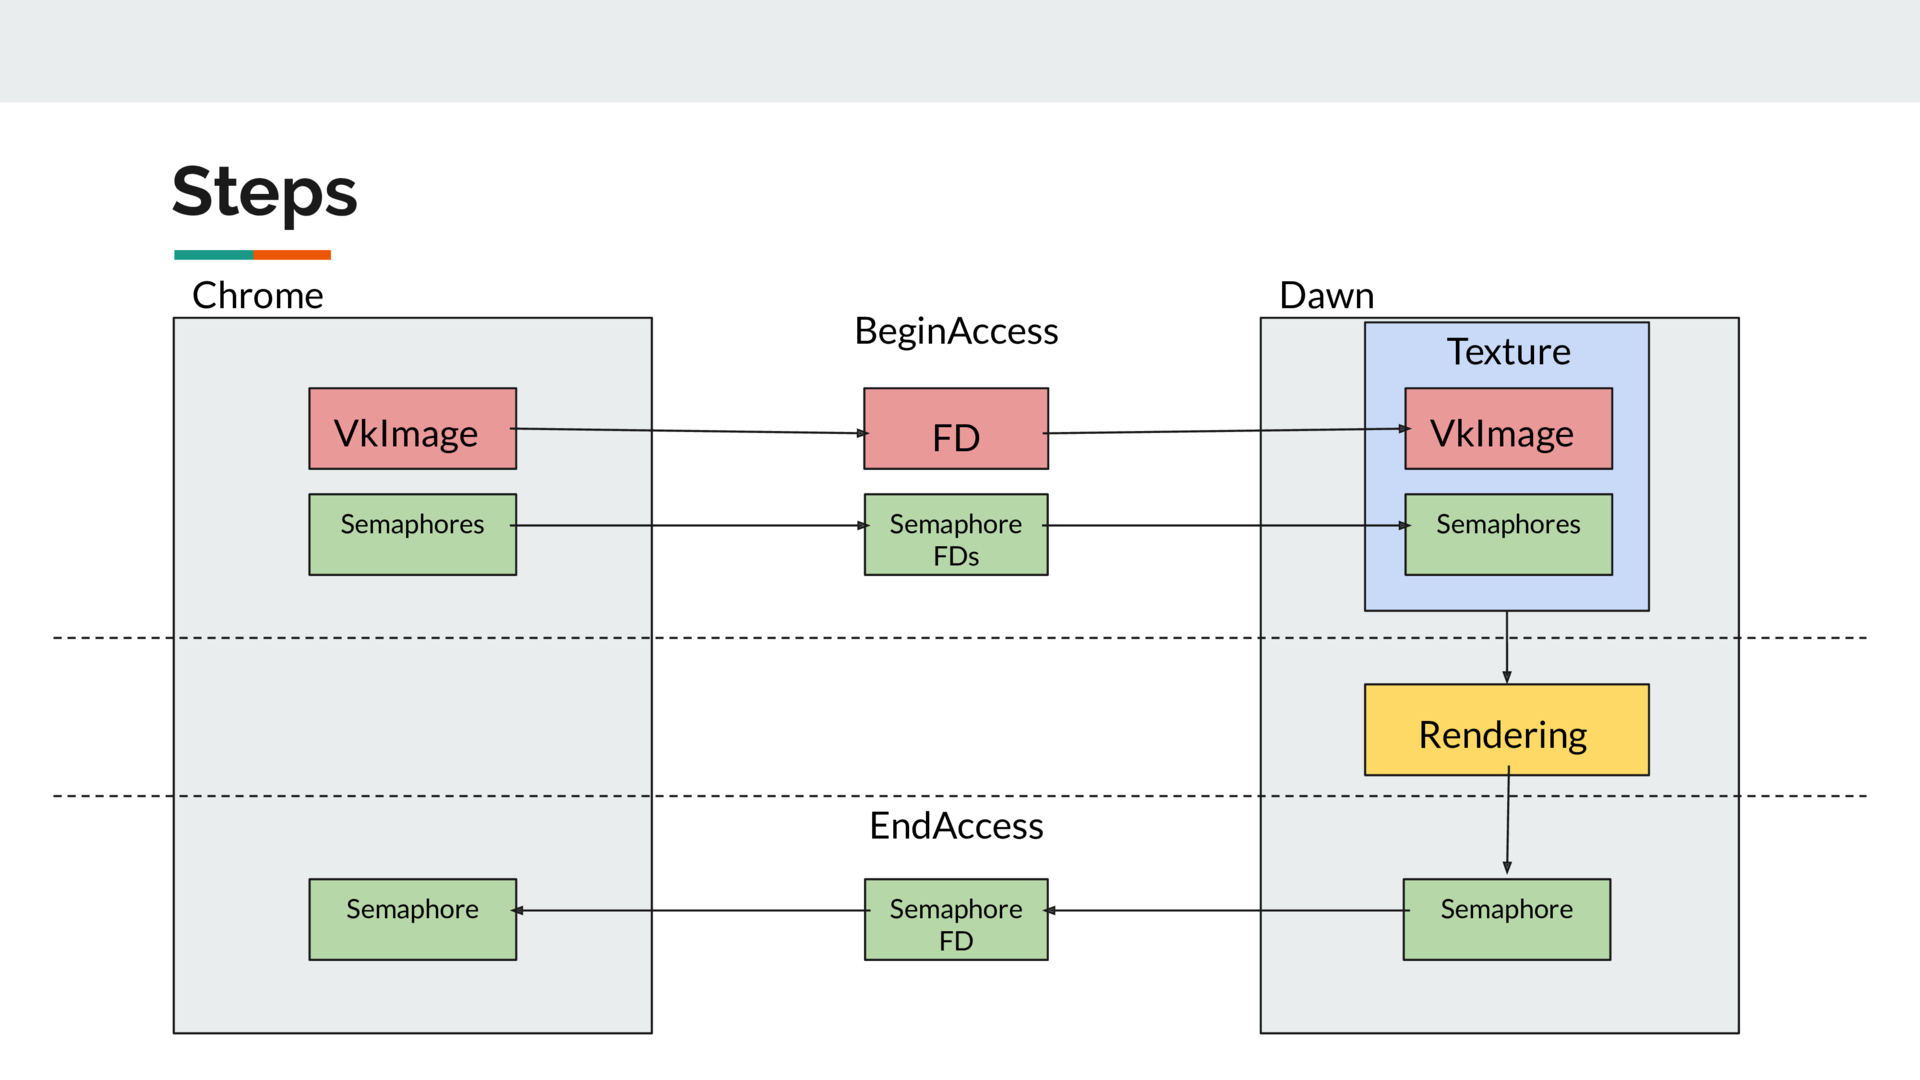 Steps
Chrome
Dawn
BeginAccess
Texture
VkImage
FD
VkImage
Semaphores
Semaphore
FDs
Semaphores
Rendering
EndAccess
Semaphore
Semaphore
FD
Semaphore